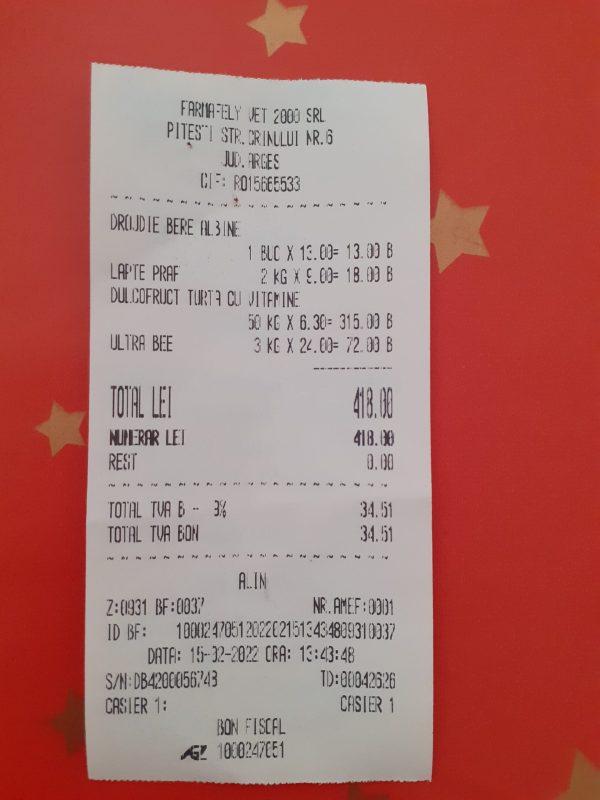 FARMAFELY VET 2000 SRL
PITESTI STR.CRINULUI NR.6
JUD.ARGES
CIF: RO15665533
DROJDIE BERE ALBINE
1 BUC X 13.00= 13.00 B
LAPTE PRAF 2 KG X 9.00= 18.00 B
DULCOFRUCT TURTA CU VITAMINE
50 KG X 6.30= 315.00 B
ULTRA BEE 3 KG X 24.00= 72.00 B
TOTAL LEI 418.00
NUMERAR LEI 418.00
REST 0.00
TOTAL TVA B - 9% 34.51
TOTAL TVA BON 34.51
ALIN
Z:0931 BF:0037 NR.AMEF:0001
ID BF: 10002470512022021513434809310037
DATA: 15-02-2022 ORA: 13:43:48
S/N:DB4200056743 TD:00042626
CASIER 1: CASIER 1
BON FISCAL
1000247051